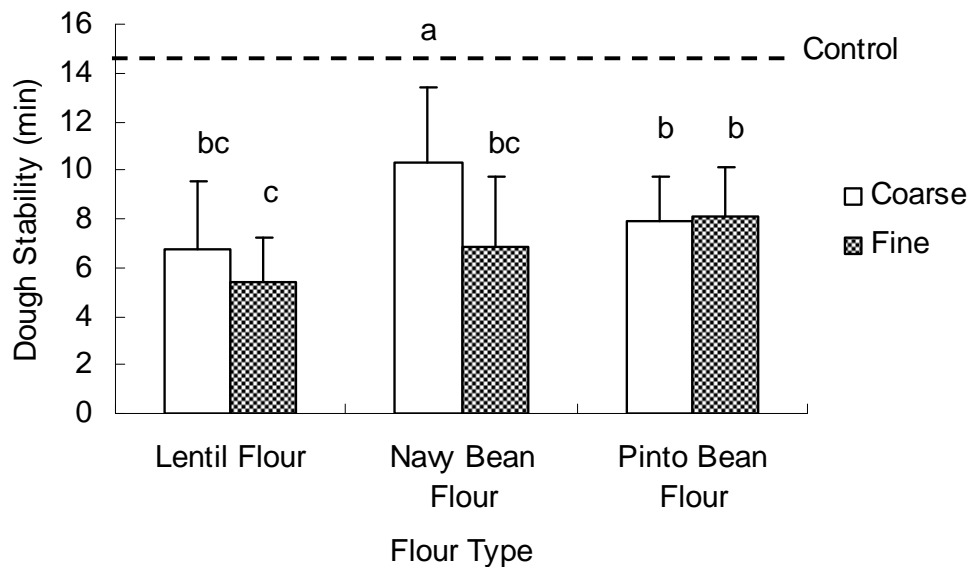 16
14
12
10
8
6
4
2
0
Dough Stability (min)
Control
a
bc
c
bc
b
b
Coarse
Fine
Lentil Flour
Navy Bean
Flour
Pinto Bean
Flour
Flour Type